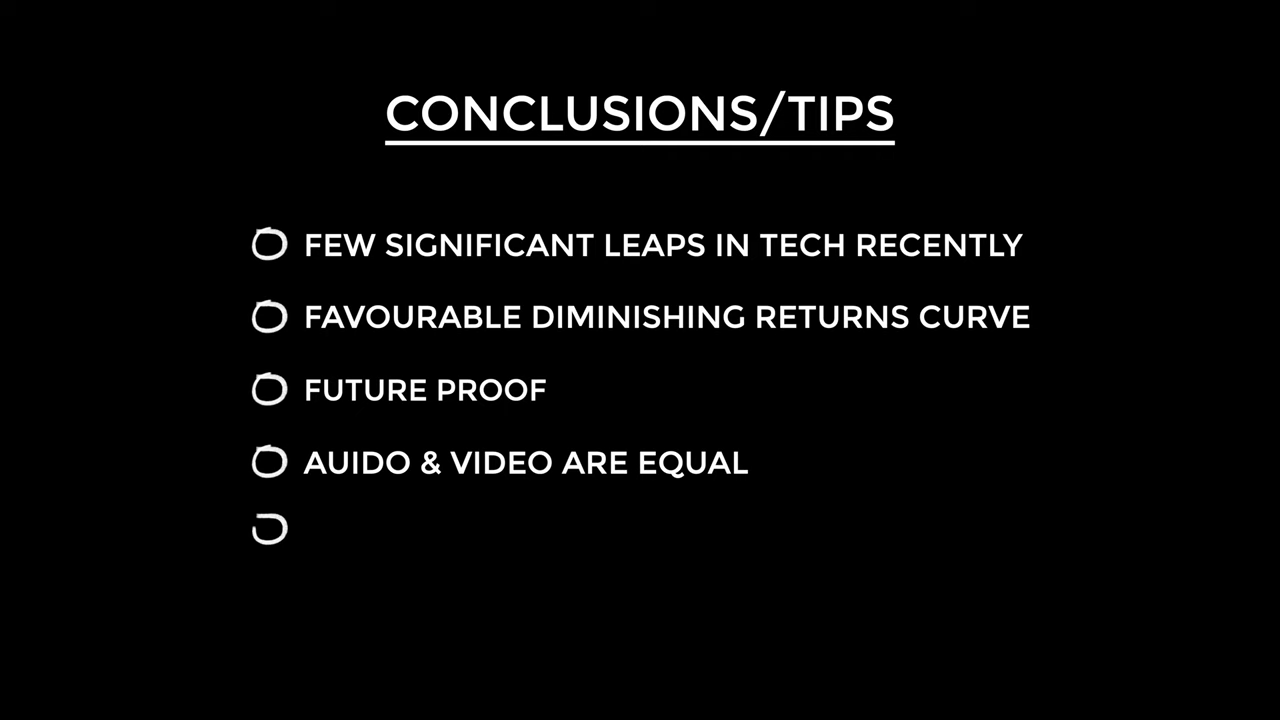 CONCLUSIONS/TIPS
FEW SIGNIFICANT LEAPS IN TECH RECENTLY
FAVOURABLE DIMINISHING RETURNS CURVE
FUTURE PROOF
AUIDO & VIDEO ARE EQUAL